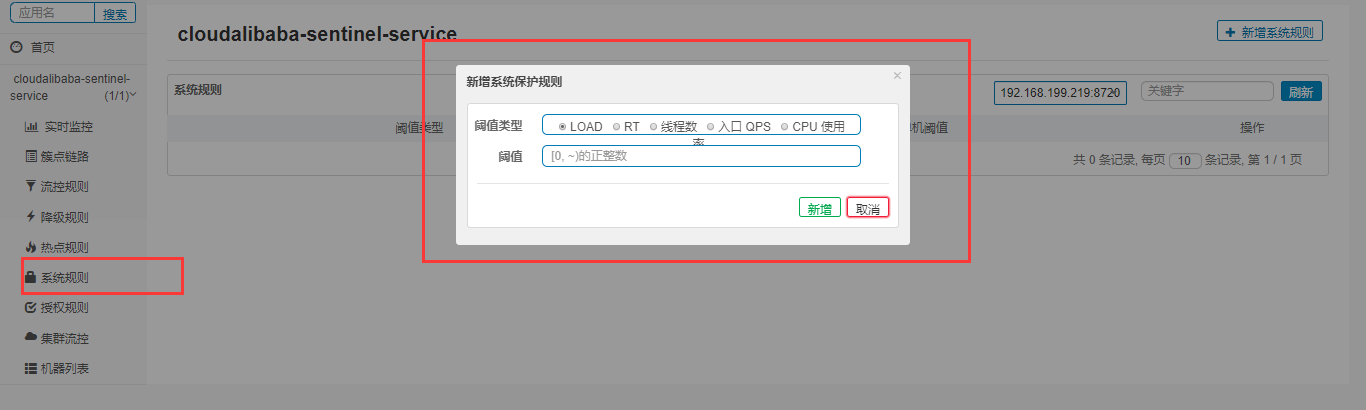 应用名 搜索
首页
cloudalibaba-sentinel-service (1/1)
实时监控
簇点链路
流控规则
降级规则
热点规则
系统规则
授权规则
集群流控
机器列表
cloudalibaba-sentinel-service
+ 新增系统规则
系统规则 192.168.199.219:8720 关键字 刷新
阈值类型 机阈值 操作
共 0 条记录, 每页 10 条记录, 第 1 / 1 页
新增系统保护规则 ×
阈值类型 LOAD RT 线程数 入口 QPS CPU 使用率
阈值 [0, ~)的正整数
新增 取消